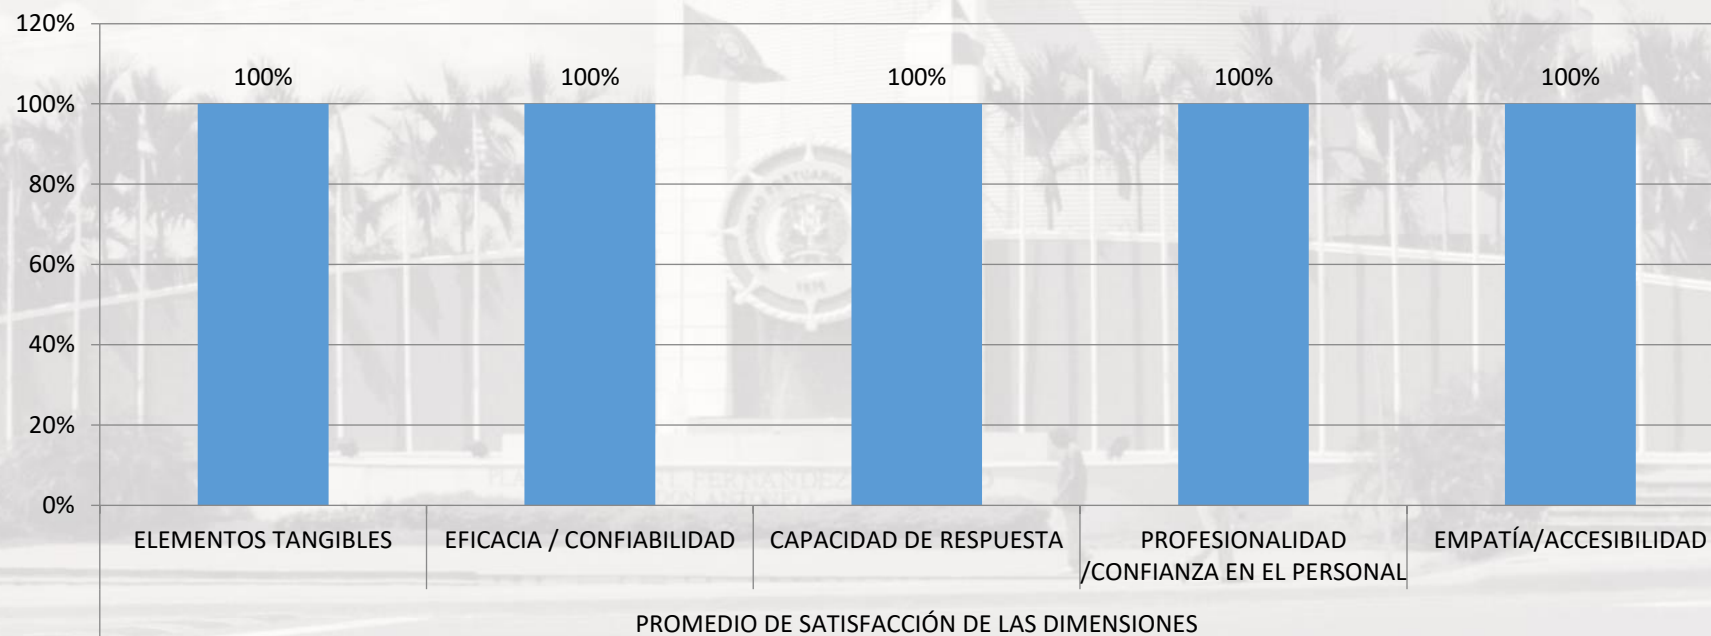 120%
100%
80%
60%
40%
20%
0%
100%
100%
100%
100%
100%
ELEMENTOS TANGIBLES
EFICACIA / CONFIABILIDAD
CAPACIDAD DE RESPUESTA
PROFESIONALIDAD
/CONFIANZA EN EL PERSONAL
EMPATÍA/ACCESIBILIDAD
PROMEDIO DE SATISFACCIÓN DE LAS DIMENSIONES